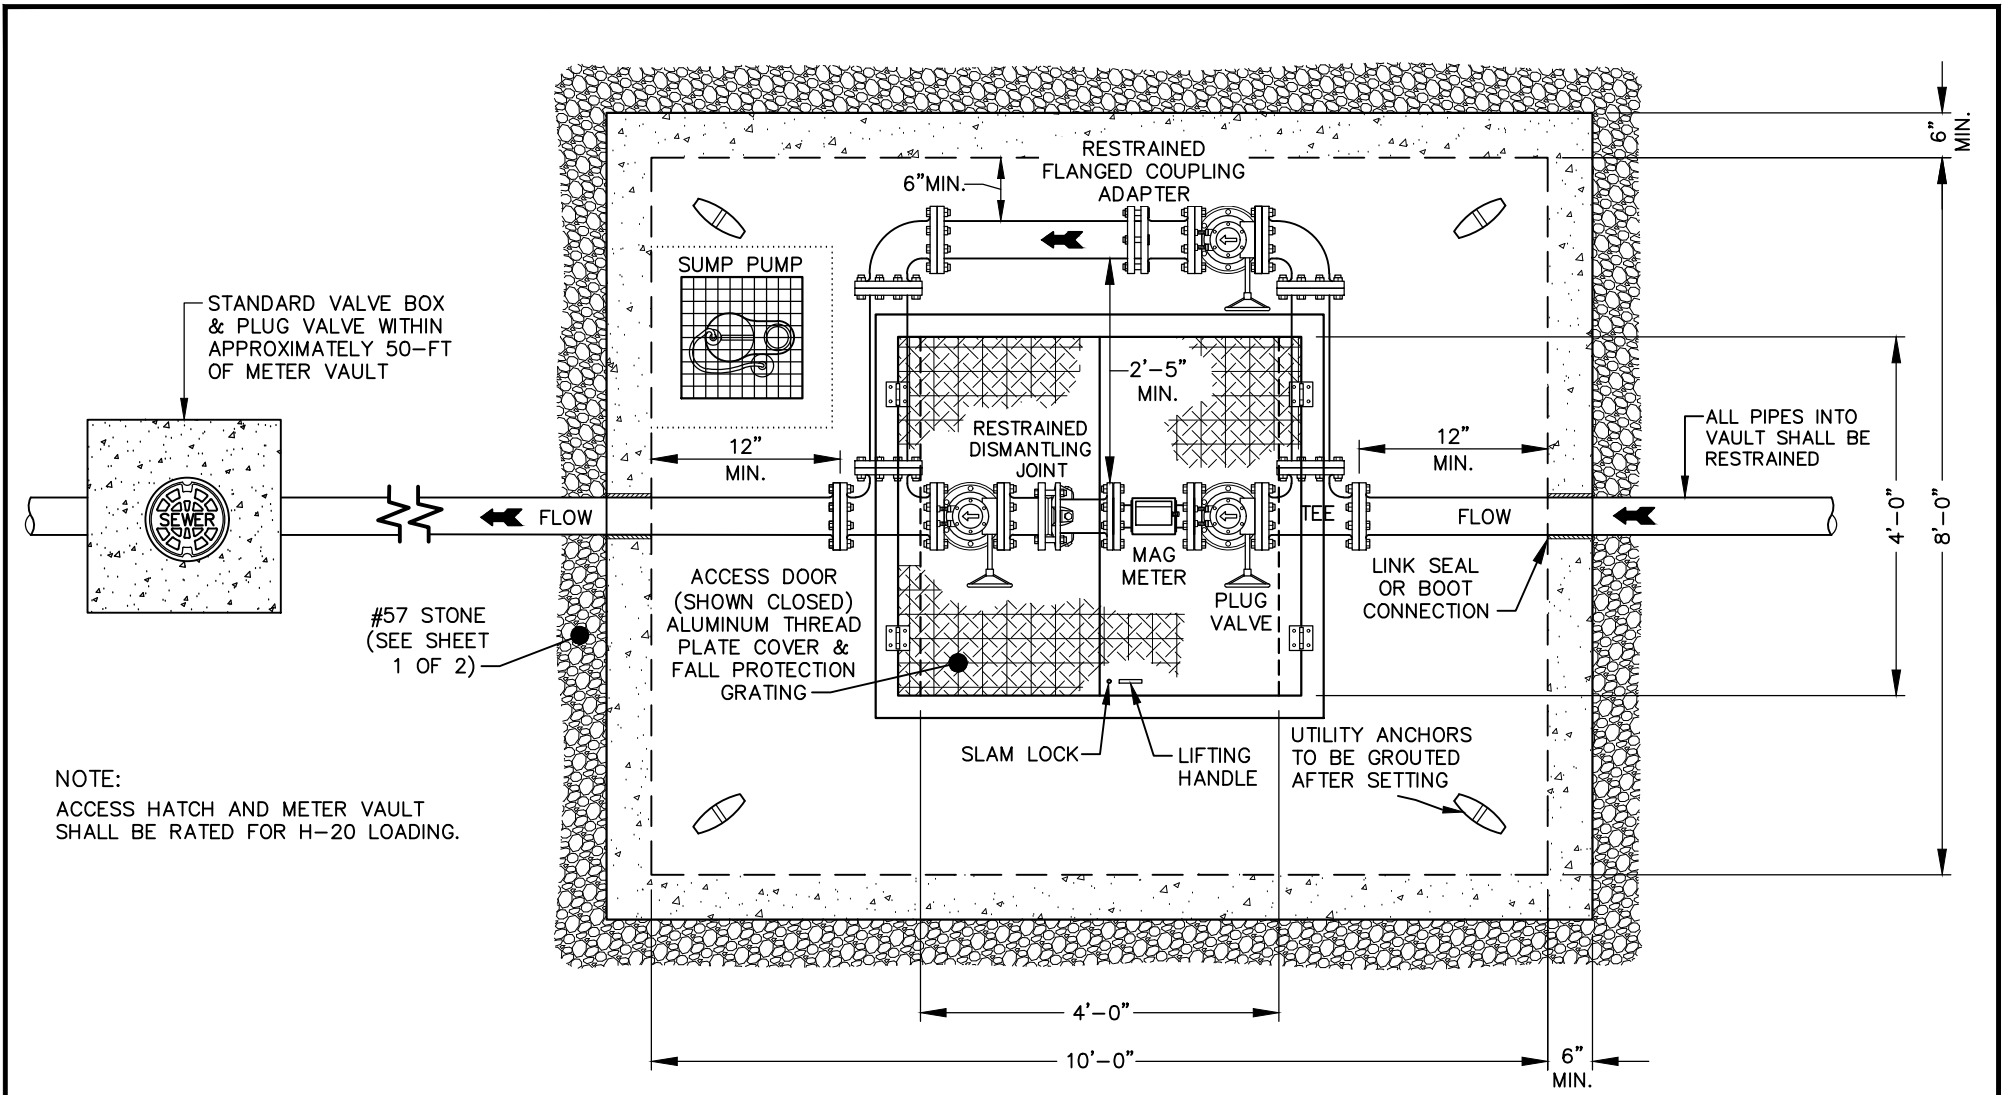 6"
MIN.
RESTRAINED
FLANGED COUPLING
ADAPTER
6"MIN.
SUMP PUMP
STANDARD VALVE BOX
& PLUG VALVE WITHIN
APPROXIMATELY 50-FT
OF METER VAULT
2'-5"
MIN.
RESTRAINED
DISMANTLING
JOINT
12"
MIN.
12"
MIN.
ALL PIPES INTO
VAULT SHALL BE
RESTRAINED
SEWER
FLOW
TEE
FLOW
4'-0"
8'-0"
MAG
METER
PLUG
VALVE
LINK SEAL
OR BOOT
CONNECTION
ACCESS DOOR
(SHOWN CLOSED)
ALUMINUM THREAD
PLATE COVER &
FALL PROTECTION
GRATING
#57 STONE
(SEE SHEET
1 OF 2)
SLAM LOCK
LIFTING
HANDLE
UTILITY ANCHORS
TO BE GROUTED
AFTER SETTING
NOTE:
ACCESS HATCH AND METER VAULT
SHALL BE RATED FOR H-20 LOADING.
4'-0"
10'-0"
6"
MIN.